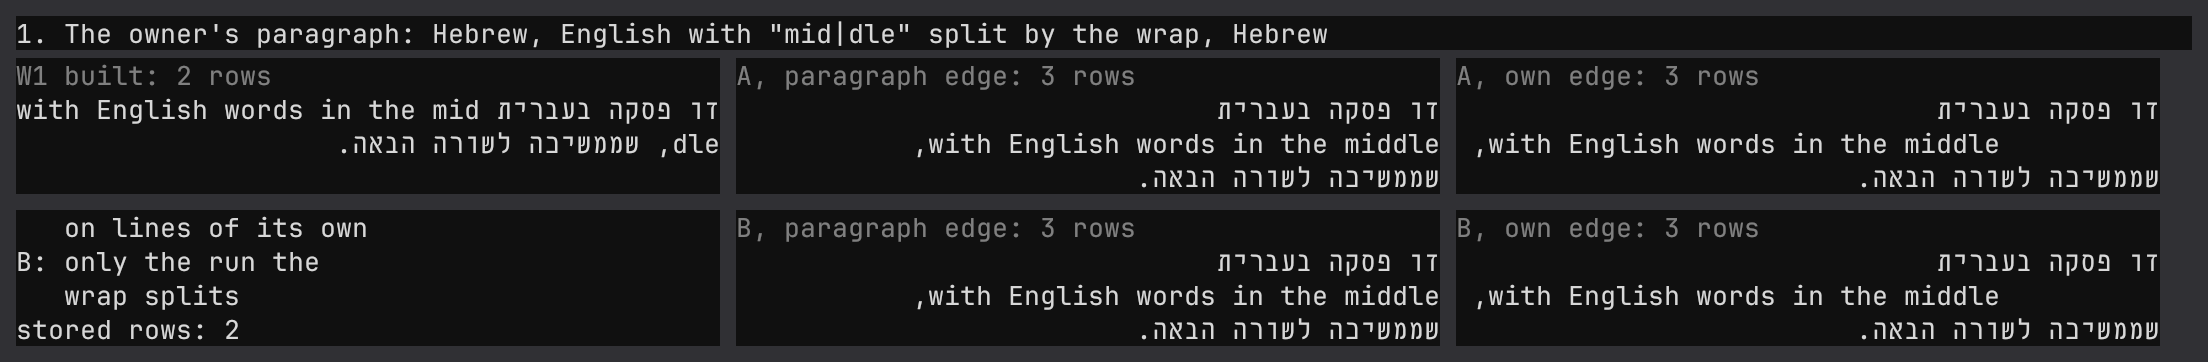 1. The owner's paragraph: Hebrew, English with "mid|dle" split by the wrap, Hebrew
W1 built: 2 rows
זו פסקה בעברית with English words in the mid
dle, שממשיכה לשורה הבאה.
A, paragraph edge: 3 rows
זו פסקה בעברית
with English words in the middle,
שממשיכה לשורה הבאה.
A, own edge: 3 rows
זו פסקה בעברית
with English words in the middle,
שממשיכה לשורה הבאה.
on lines of its own
B: only the run the
wrap splits
stored rows: 2
B, paragraph edge: 3 rows
זו פסקה בעברית
with English words in the middle,
שממשיכה לשורה הבאה.
B, own edge: 3 rows
זו פסקה בעברית
with English words in the middle,
שממשיכה לשורה הבאה.